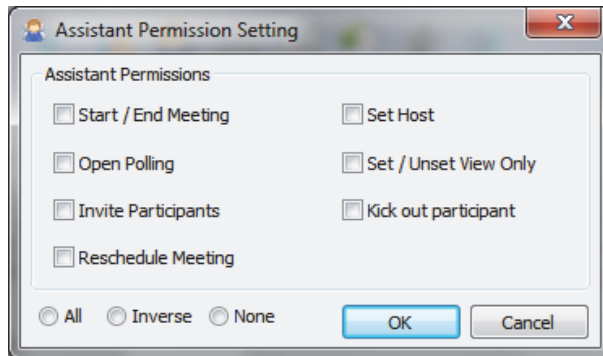 Assistant Permission Setting
Assistant Permissions
Start / End Meeting
Set Host
Open Polling
Set / Unset View Only
Invite Participants
Kick out participant
Reschedule Meeting
All
Inverse
None
OK
Cancel